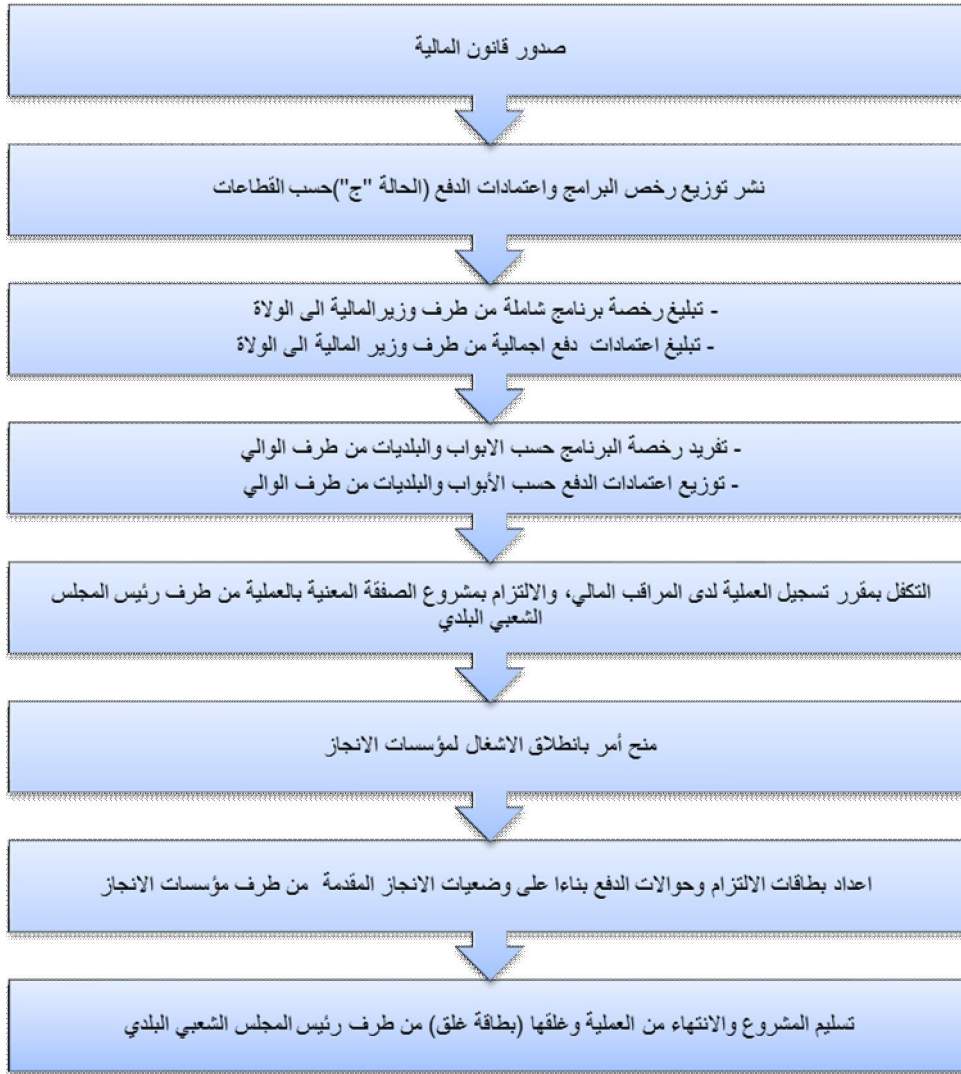 صدور قانون المالية
نشر توزيع رخص البرامج واعتمادات الدفع (الحالة "ج")حسب القطاعات
- تبليغ رخصة برنامج شاملة من طرف وزيرالمالية الى الولاة
- تبليغ اعتمادات دفع اجمالية من طرف وزير المالية الى الولاة
- تفريد رخصة البرنامج حسب الابواب والبلديات من طرف الوالي
- توزيع اعتمادات الدفع حسب الأبواب والبلديات من طرف الوالي
التكفل بمقرر تسجيل العملية لدى المراقب المالي، والالتزام بمشروع الصفقة المعنية بالعملية من طرف رئيس المجلس
الشعبي البلدي
منح أمر بانطلاق الاشغال لمؤسسات الانجاز
اعداد بطاقات الالتزام وحوالات الدفع بناءا على وضعيات الانجاز المقدمة من طرف مؤسسات الانجاز
تسليم المشروع والانتهاء من العملية وغلقها (بطاقة غلق) من طرف رئيس المجلس الشعبي البلدي